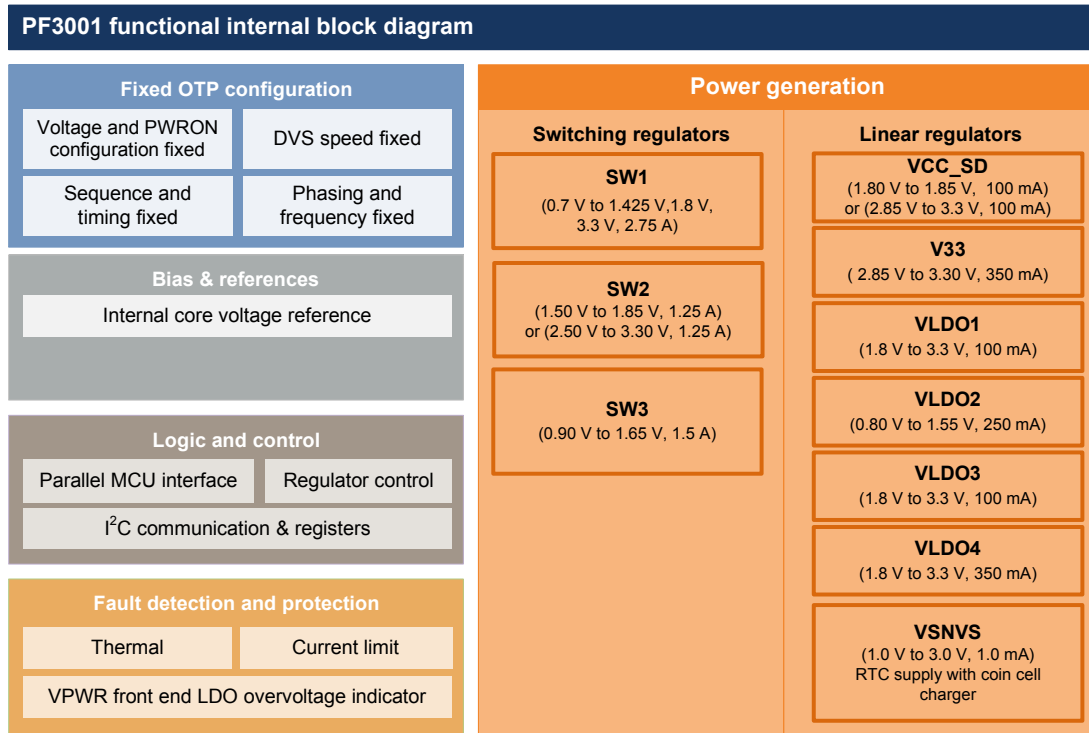 PF3001 functional internal block diagram
Fixed OTP configuration
Voltage and PWRON
configuration fixed
DVS speed fixed
Sequence and
timing fixed
Phasing and
frequency fixed
Bias & references
Internal core voltage reference
Logic and control
Parallel MCU interface
Regulator control
I²C communication & registers
Fault detection and protection
Thermal
Current limit
VPWR front end LDO overvoltage indicator
Power generation
Switching regulators
SW1
(0.7 V to 1.425 V,1.8 V,
3.3 V, 2.75 A)
SW2
(1.50 V to 1.85 V, 1.25 A)
or (2.50 V to 3.30 V, 1.25 A)
SW3
(0.90 V to 1.65 V, 1.5 A)
Linear regulators
VCC_SD
(1.80 V to 1.85 V, 100 mA)
or (2.85 V to 3.3 V, 100 mA)
V33
( 2.85 V to 3.30 V, 350 mA)
VLDO1
(1.8 V to 3.3 V, 100 mA)
VLDO2
(0.80 V to 1.55 V, 250 mA)
VLDO3
(1.8 V to 3.3 V, 100 mA)
VLDO4
(1.8 V to 3.3 V, 350 mA)
VSNVS
(1.0 V to 3.0 V, 1.0 mA)
RTC supply with coin cell
charger